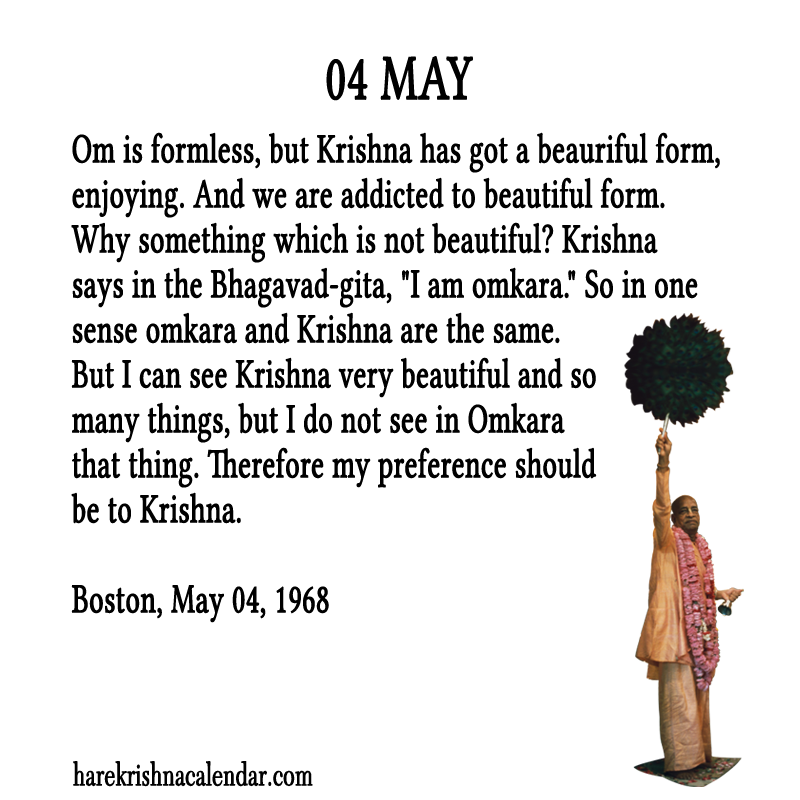 04 MAY
Om is formless, but Krishna has got a beauriful form,
enjoying. And we are addicted to beautiful form.
Why something which is not beautiful? Krishna
says in the Bhagavad-gita, "I am omkara." So in one
sense omkara and Krishna are the same.
But I can see Krishna very beautiful and so
many things, but I do not see in Omkara
that thing. Therefore my preference should
be to Krishna.
Boston, May 04, 1968
harekrishnacalendar.com